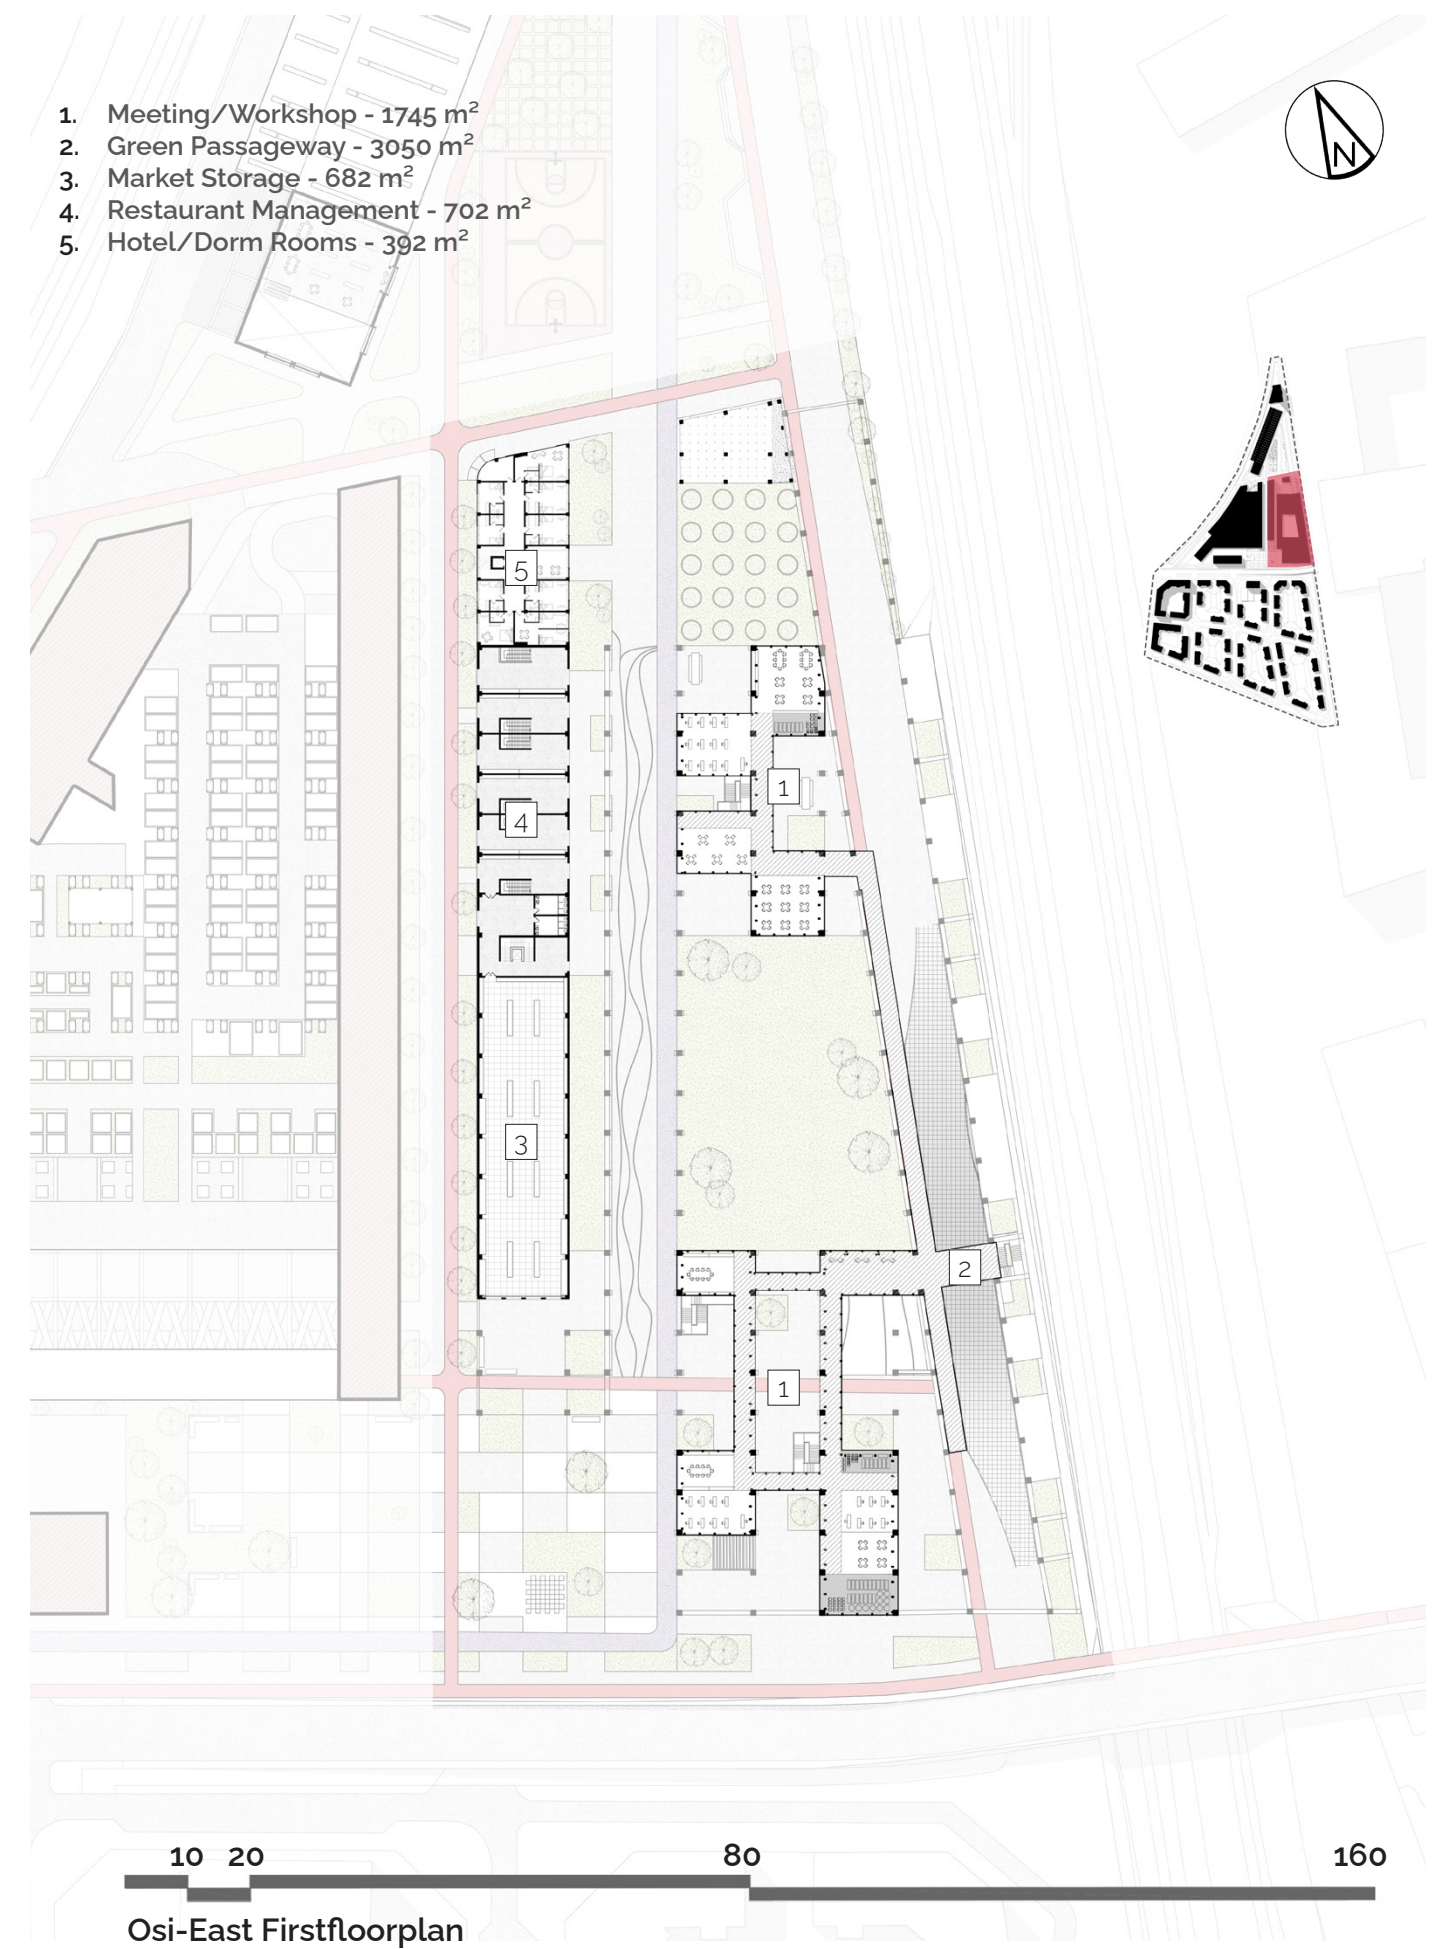 1. Meeting/Workshop - 1745 m²
2. Green Passageway - 3050 m²
3. Market Storage - 682 m²
4. Restaurant Management - 702 m²
5. Hotel/Dorm Rooms - 392 m²
N
5
1
4
3
2
1
10 20 80 160
Osi-East Firstfloorplan